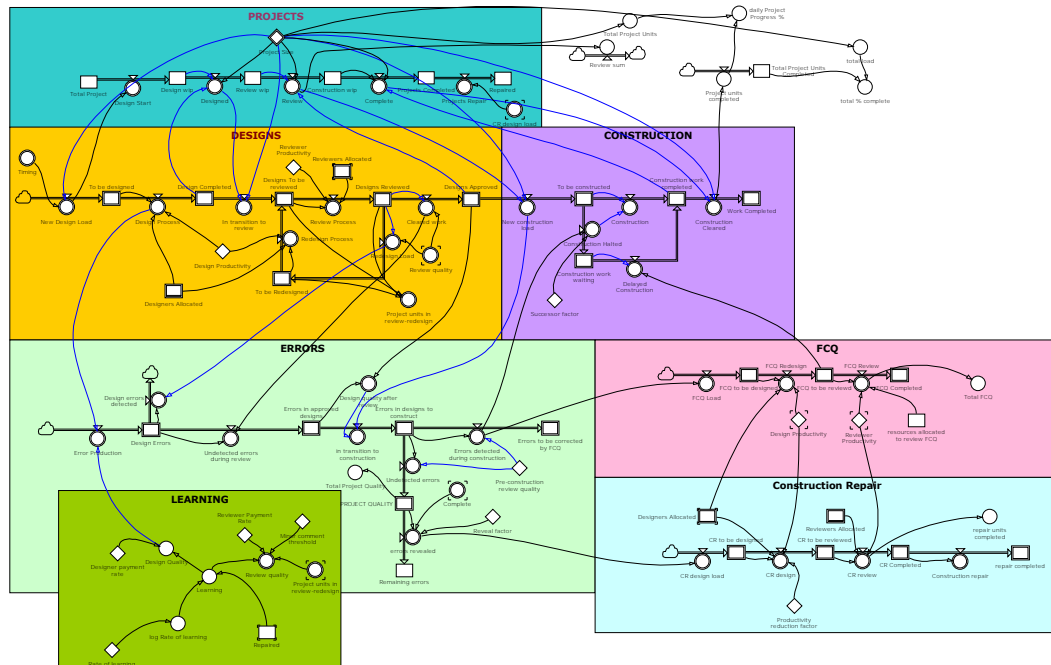 PROJECTS
Project Size
Total Project
Design Start
Design wip
Designed
Review wip
Review
Construction wip
Complete
Projects Completed
Projects Repair
Repaired
CR design load
Total Project Units
Review sum
daily Project
Progress %
Project units
completed
Total Project Units
Completed
total load
total % complete
DESIGNS
Timing
New Design Load
To be designed
Design Process
Design Completed
In transition to
review
Reviewer
Productivity
Designs To be
reviewed
Reviewers Allocated
Review Process
Designs Reviewed
Cleared work
Designs Approved
Redesign Process
Redesign Load
Review quality
Design Productivity
Designers Allocated
To be Redesigned
Project units in
review-redesign
CONSTRUCTION
New construction
load
To be constructed
Construction
Construction work
completed
Construction
Cleared
Work Completed
Construction Halted
Construction work
waiting
Delayed
Construction
Successor factor
ERRORS
Design errors
detected
Error Production
Design Errors
Undetected errors
during review
Errors in approved
designs
Design quality after
review
In transition to
construction
Errors in designs to
construct
Errors detected
during construction
Errors to be corrected
by FCQ
Undetected errors
Pre-construction
review quality
Total Project Quality
PROJECT QUALITY
Complete
Reveal factor
errors revealed
Remaining errors
FCQ
FCQ Load
FCQ to be designed
FCQ Redesign
FCQ to be reviewd
FCQ Review
FCQ Completed
Total FCQ
Design Productivity
Reviewer
Productivity
resources allocated
to review FCQ
LEARNING
Reviewer Payment
Rate
Minor comment
threshold
Designer payment
rate
Design Quality
Review quality
Learning
Project units in
review-redesign
log Rate of learning
Rate of learning
Repaired
Construction Repair
Designers Allocated
Reviewers Allocated
repair units
completed
CR design load
CR to be designed
CR design
CR to be reviewed
CR review
CR Completed
Construction repair
repair completed
Productivity
reduction factor